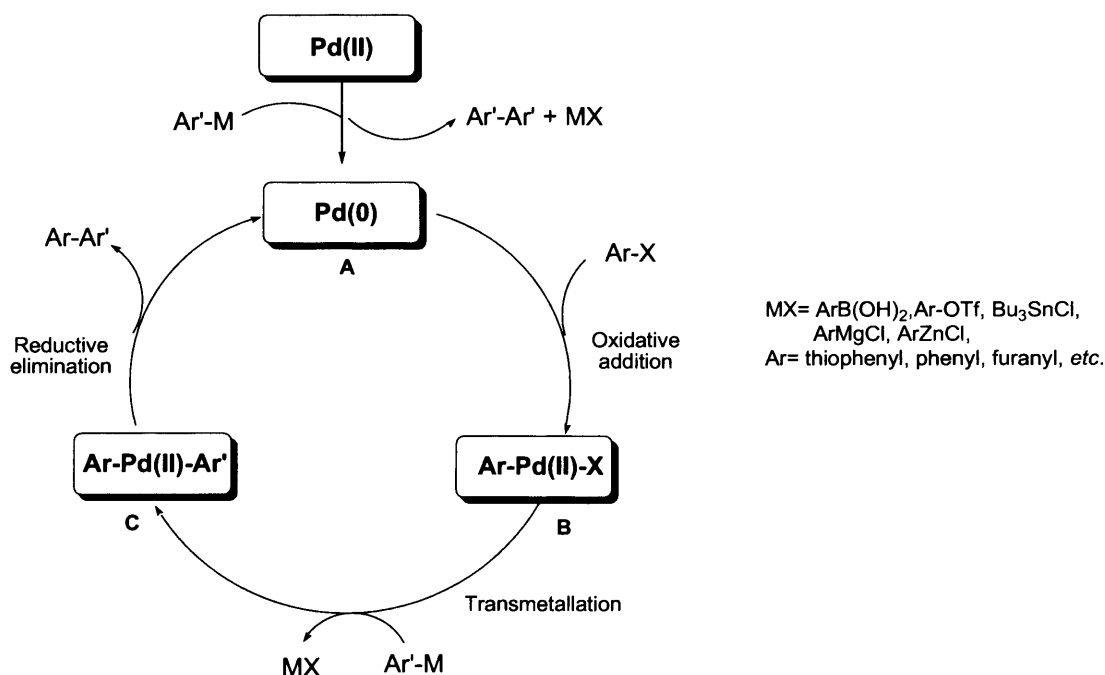 Pd(II)
Ar'-M
Ar'-Ar' + MX
Pd(0)
A
Ar-Ar'
Ar-X
Reductive
elimination
Oxidative
addition
MX= ArB(OH)2,Ar-OTf, Bu3SnCl,
ArMgCl, ArZnCl,
Ar= thiophenyl, phenyl, furanyl, etc.
Ar-Pd(II)-Ar'
C
Ar-Pd(II)-X
B
Transmetallation
MX
Ar'-M